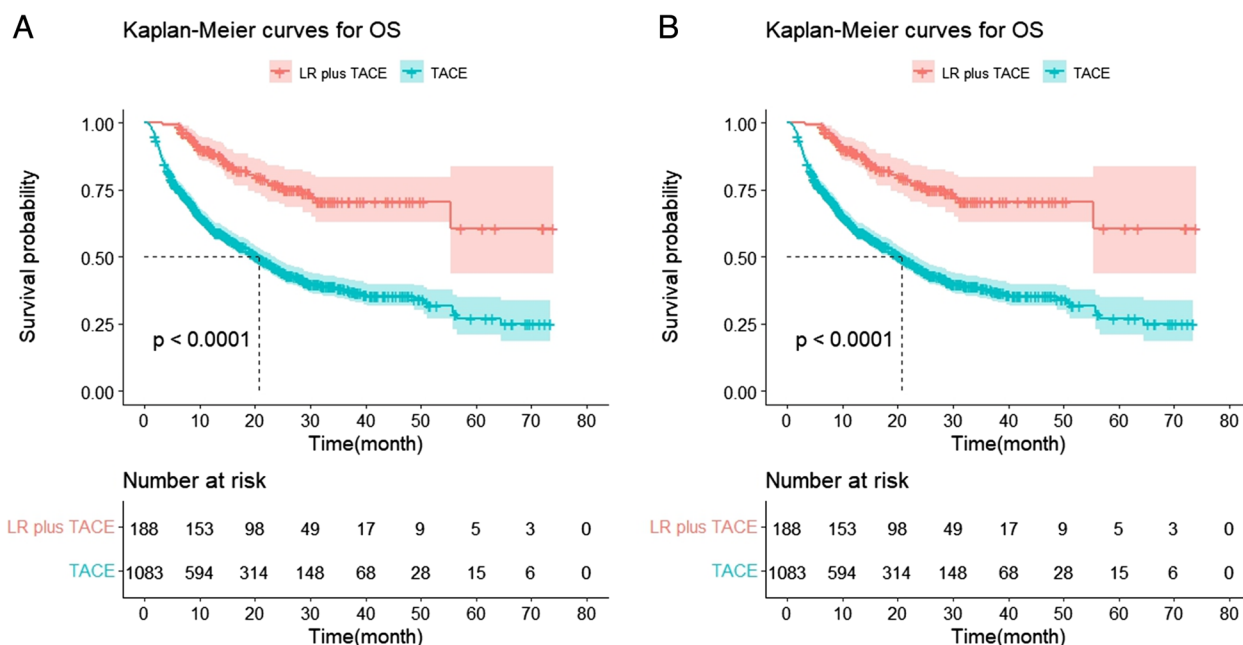 A
Kaplan-Meier curves for OS
LR plus TACE TACE
Survival probability
1.00
0.75
0.50
0.25
0.00
p < 0.0001
0 10 20 30 40 50 60 70 80
Time(month)
Number at risk
LR plus TACE 188 153 98 49 17 9 5 3 0
TACE 1083 594 314 148 68 28 15 6 0
0 10 20 30 40 50 60 70 80
Time(month)
B
Kaplan-Meier curves for OS
LR plus TACE TACE
Survival probability
1.00
0.75
0.50
0.25
0.00
p < 0.0001
0 10 20 30 40 50 60 70 80
Time(month)
Number at risk
LR plus TACE 188 153 98 49 17 9 5 3 0
TACE 1083 594 314 148 68 28 15 6 0
0 10 20 30 40 50 60 70 80
Time(month)